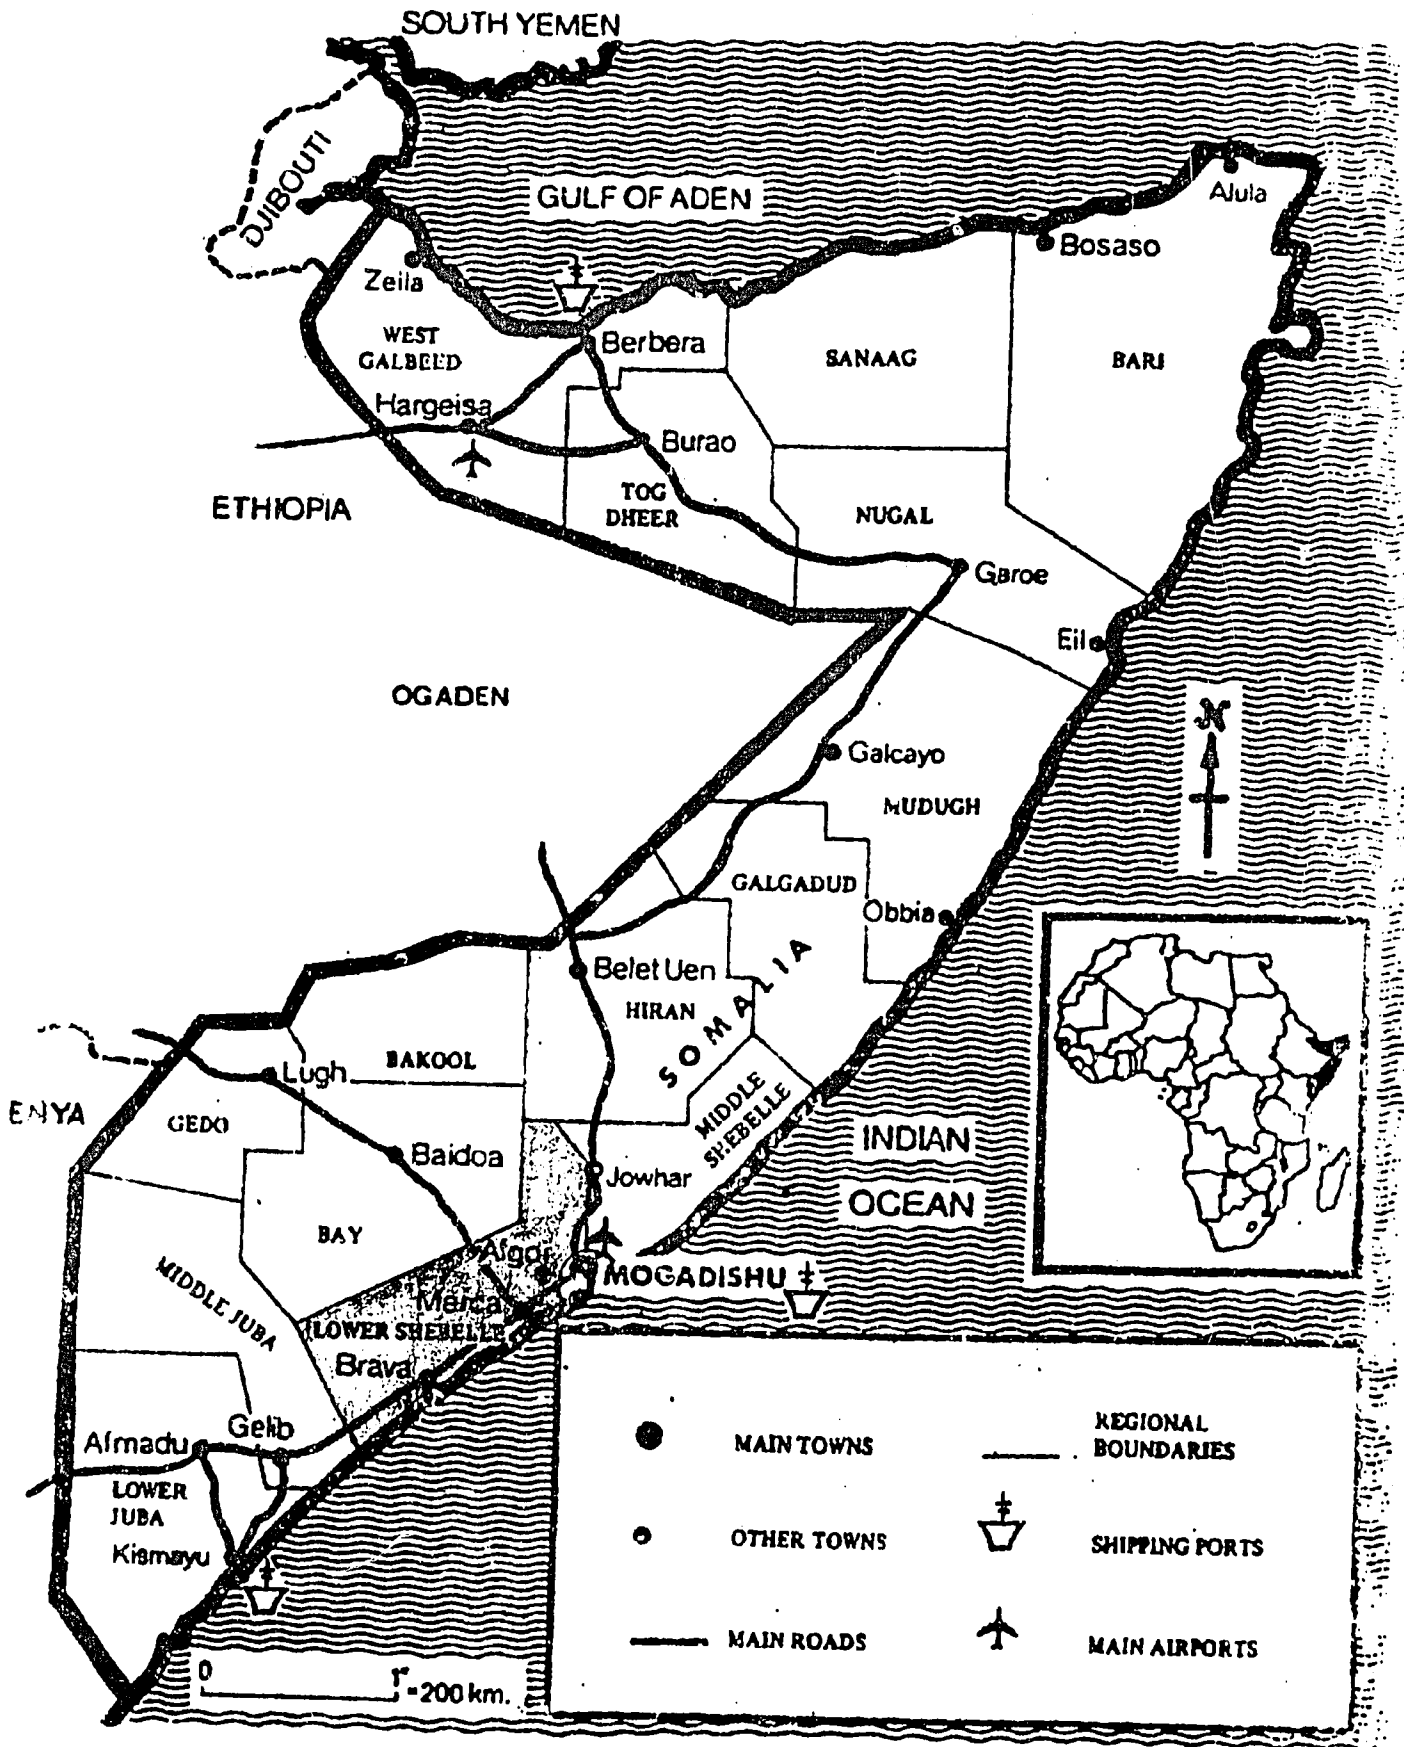 SOUTH YEMEN
DJIBOUTI
GULF OF ADEN
Alula
Bosaso
Zeila
WEST
GALBEED
Berbera
SANAAG
BARI
Hargeisa
Burao
ETHIOPIA
TOG
DHEER
NUGAL
Garoe
Eil
OGADEN
N
Galcayo
MUDUGH
GALGADUD
Obbia
Belet Uen
HIRAN
SOMALIA
BAKOOL
Lugh
ENYA
GEDO
MIDDLE
SHEBELLE
INDIAN
OCEAN
Baidoa
Jowhar
BAY
Afgoi
MOGADISHU
MIDDLE JUBA
Merca
LOWER SHEBELLE
Brava
Gelib
Afmadu
LOWER
JUBA
Kismayu
MAIN TOWNS
REGIONAL
BOUNDARIES
OTHER TOWNS
SHIPPING PORTS
MAIN ROADS
MAIN AIRPORTS
0 1" = 200 km.